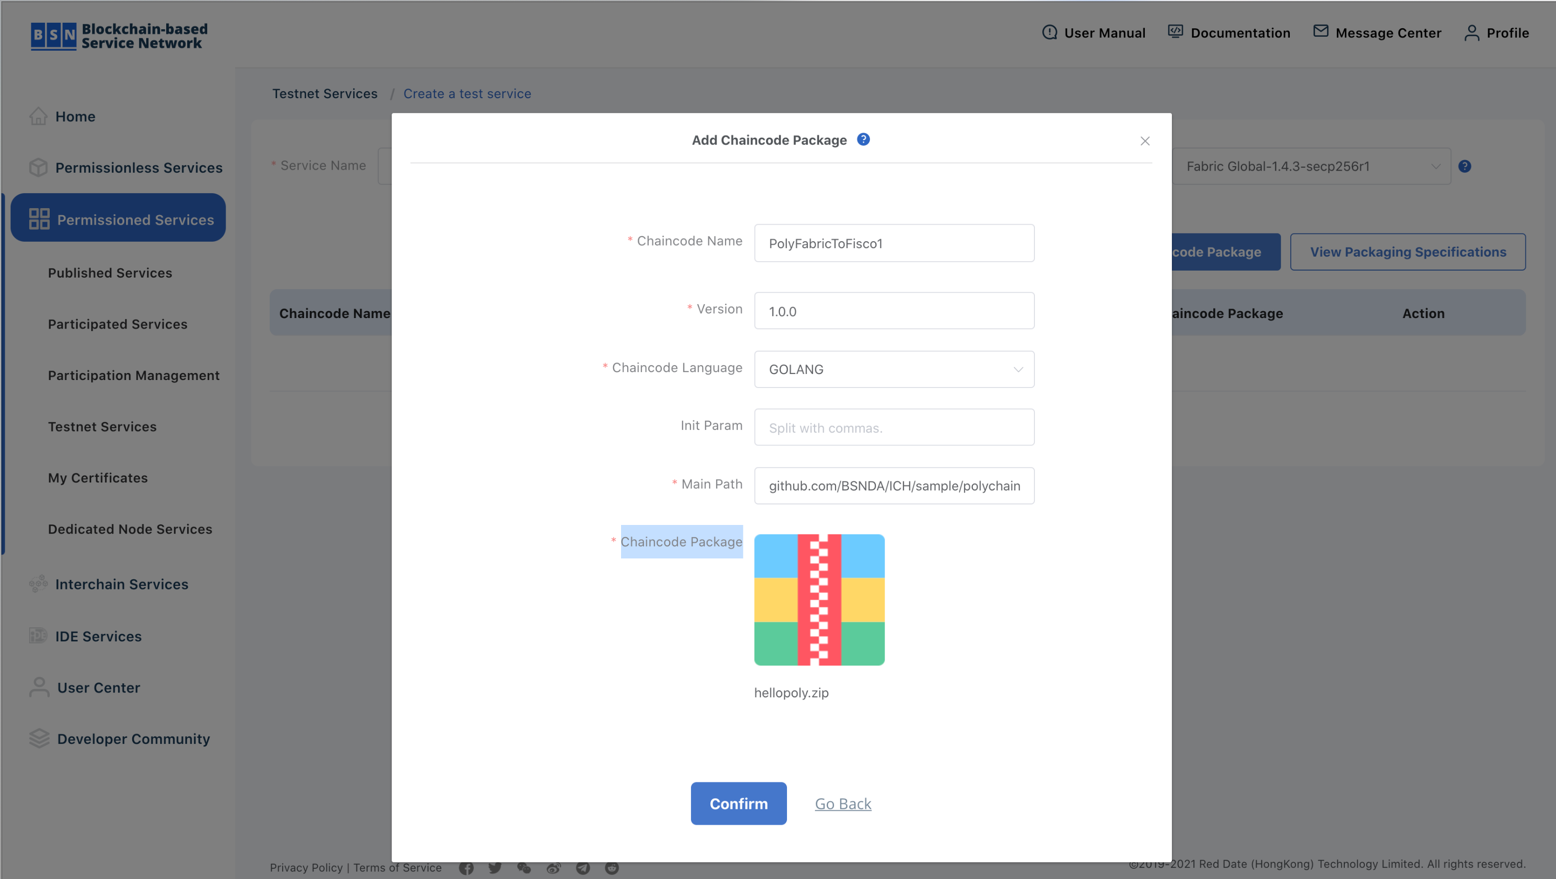 BSN Blockchain-based
Service Network
User Manual
Documentation
Message Center
Profile
Home
Permissionless Services
Permissioned Services
Published Services
Participated Services
Participation Management
Testnet Services
My Certificates
Dedicated Node Services
Interchain Services
IDE Services
User Center
Developer Community
Testnet Services / Create a test service
* Service Name
Fabric Global-1.4.3-secp256r1
?
code Package
View Packaging Specifications
Chaincode Name
aincode Package
Action
Add Chaincode Package ?
* Chaincode Name
PolyFabricToFisco1
* Version
1.0.0
* Chaincode Language
GOLANG
Init Param
Split with commas.
* Main Path
github.com/BSNDA/ICH/sample/polychain
* Chaincode Package
hellopoly.zip
Confirm
Go Back
Privacy Policy | Terms of Service
©2019-2021 Red Date (HongKong) Technology Limited. All rights reserved.